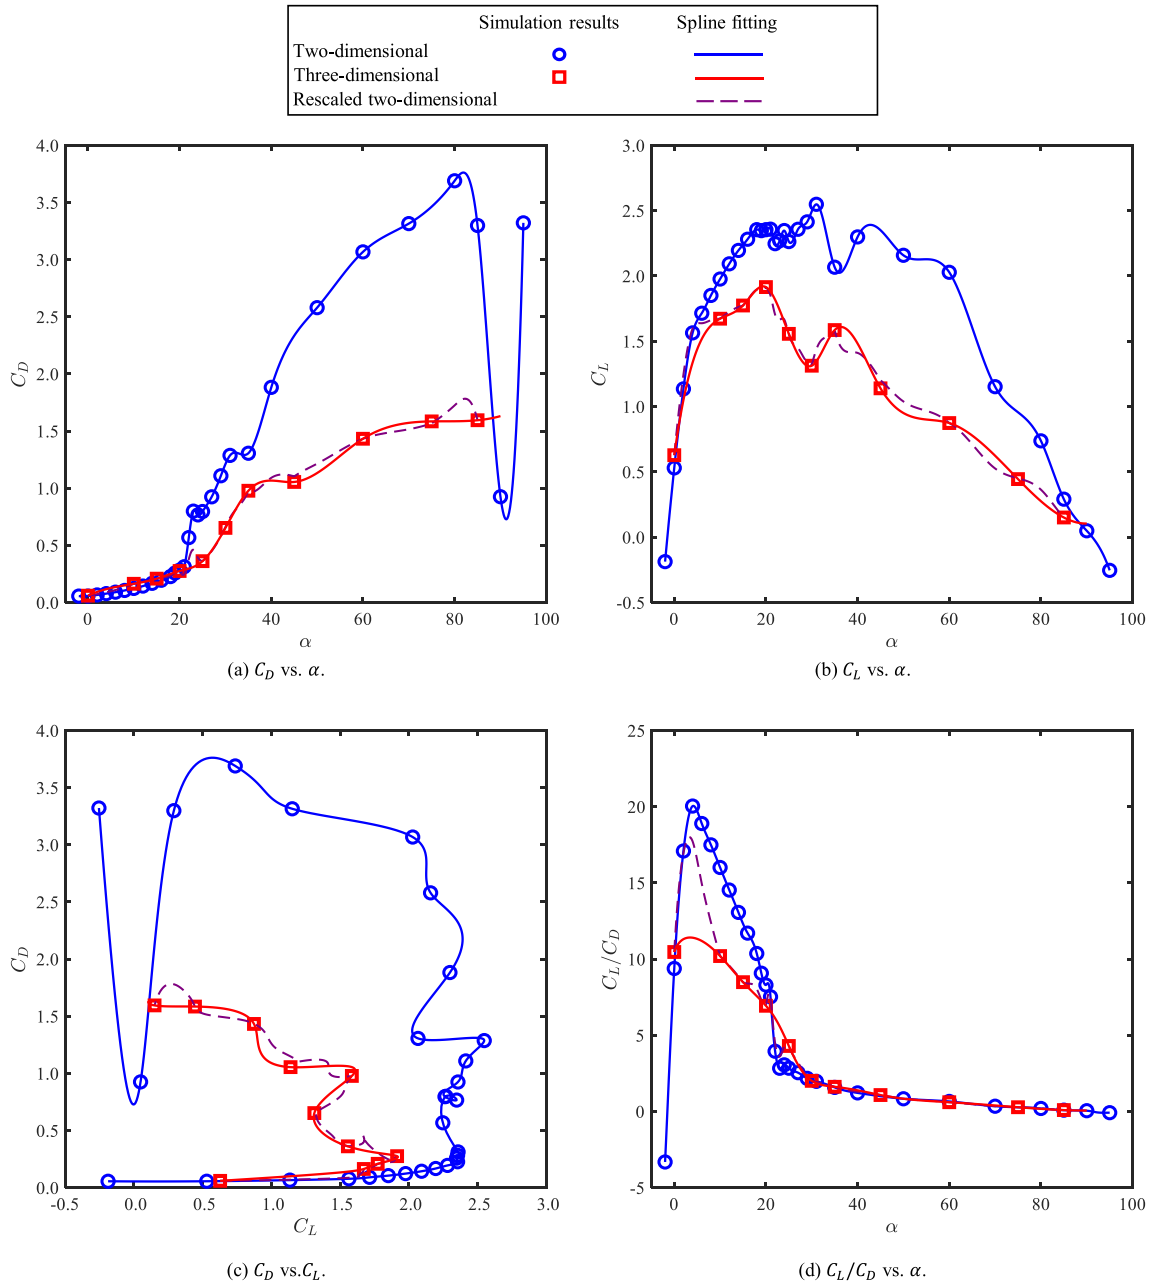 Simulation results Spline fitting
Two-dimensional
Three-dimensional
Rescaled two-dimensional
4.0
3.5
3.0
2.5
2.0
1.5
1.0
0.5
0.0
C_D
0 20 40 60 80 100
α
(a) C_D vs. α.
3.0
2.5
2.0
1.5
1.0
0.5
0.0
-0.5
C_L
0 20 40 60 80 100
α
(b) C_L vs. α.
4.0
3.5
3.0
2.5
2.0
1.5
1.0
0.5
0.0
C_D
-0.5 0.0 0.5 1.0 1.5 2.0 2.5 3.0
C_L
(c) C_D vs.C_L.
25
20
15
10
5
0
-5
C_L/C_D
0 20 40 60 80 100
α
(d) C_L/C_D vs. α.